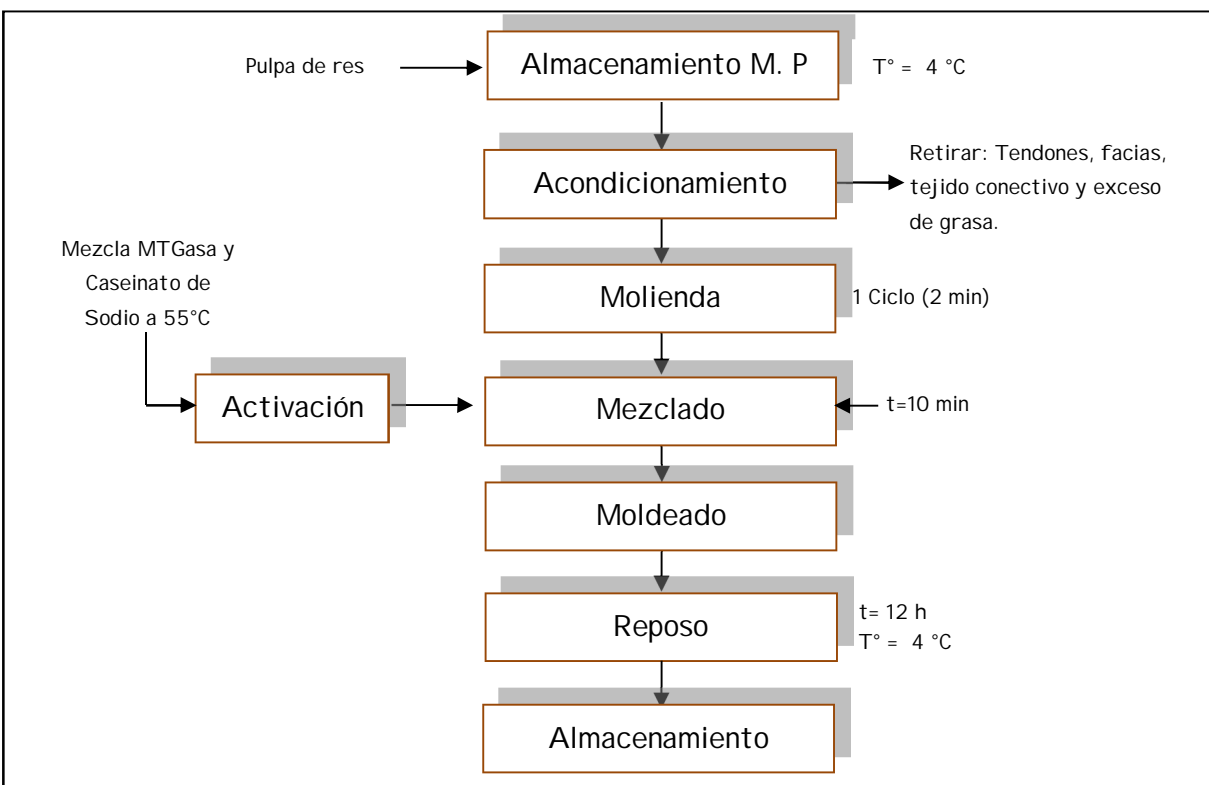 Pulpa de res
Almacenamiento M. P
T° = 4 °C
Acondicionamiento
Retirar: Tendones, facias,
tejido conectivo y exceso
de grasa.
Mezcla MTGasa y
Caseinato de
Sodio a 55°C
Molienda
1 Ciclo (2 min)
Activación
Mezclado
t=10 min
Moldeado
Reposo
t= 12 h
T° = 4 °C
Almacenamiento